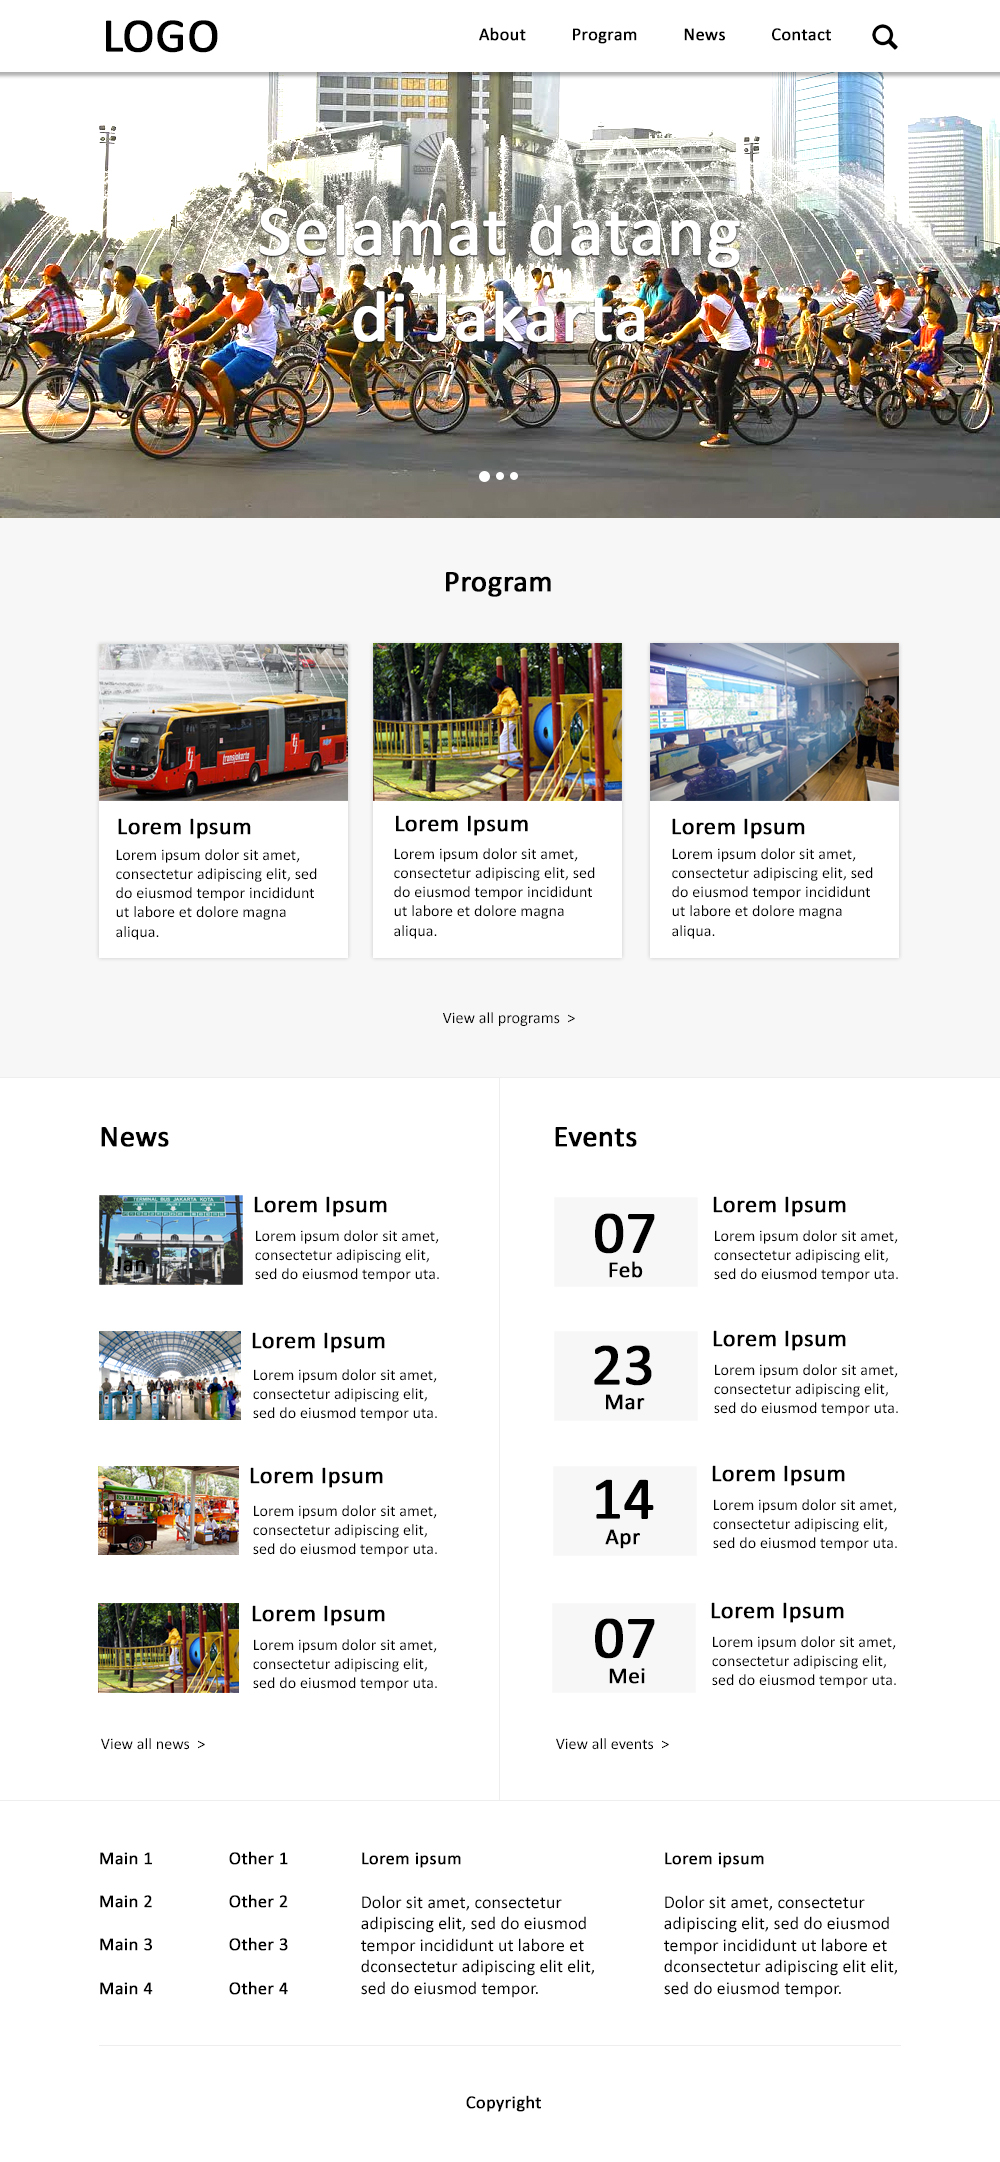 LOGO
About Program News Contact
Selamat datang
di Jakarta
Program
transjakarta
Lorem Ipsum
Lorem ipsum dolor sit amet,
consectetur adipiscing elit, sed
do eiusmod tempor incididunt
ut labore et dolore magna
aliqua.
Lorem Ipsum
Lorem ipsum dolor sit amet,
consectetur adipiscing elit, sed
do eiusmod tempor incididunt
ut labore et dolore magna
aliqua.
Lorem Ipsum
Lorem ipsum dolor sit amet,
consectetur adipiscing elit, sed
do eiusmod tempor incididunt
ut labore et dolore magna
aliqua.
View all programs >
News
TERMINAL BUS JAKARTA KOTA
Jan
Lorem Ipsum
Lorem ipsum dolor sit amet,
consectetur adipiscing elit,
sed do eiusmod tempor uta.
Lorem Ipsum
Lorem ipsum dolor sit amet,
consectetur adipiscing elit,
sed do eiusmod tempor uta.
Lorem Ipsum
Lorem ipsum dolor sit amet,
consectetur adipiscing elit,
sed do eiusmod tempor uta.
Lorem Ipsum
Lorem ipsum dolor sit amet,
consectetur adipiscing elit,
sed do eiusmod tempor uta.
View all news >
Events
07
Feb
Lorem Ipsum
Lorem ipsum dolor sit amet,
consectetur adipiscing elit,
sed do eiusmod tempor uta.
23
Mar
Lorem Ipsum
Lorem ipsum dolor sit amet,
consectetur adipiscing elit,
sed do eiusmod tempor uta.
14
Apr
Lorem Ipsum
Lorem ipsum dolor sit amet,
consectetur adipiscing elit,
sed do eiusmod tempor uta.
07
Mei
Lorem Ipsum
Lorem ipsum dolor sit amet,
consectetur adipiscing elit,
sed do eiusmod tempor uta.
View all events >
Main 1
Main 2
Main 3
Main 4
Other 1
Other 2
Other 3
Other 4
Lorem ipsum
Dolor sit amet, consectetur
adipiscing elit, sed do eiusmod
tempor incididunt ut labore et
dconsectetur adipiscing elit elit,
sed do eiusmod tempor.
Lorem ipsum
Dolor sit amet, consectetur
adipiscing elit, sed do eiusmod
tempor incididunt ut labore et
dconsectetur adipiscing elit elit,
sed do eiusmod tempor.
Copyright